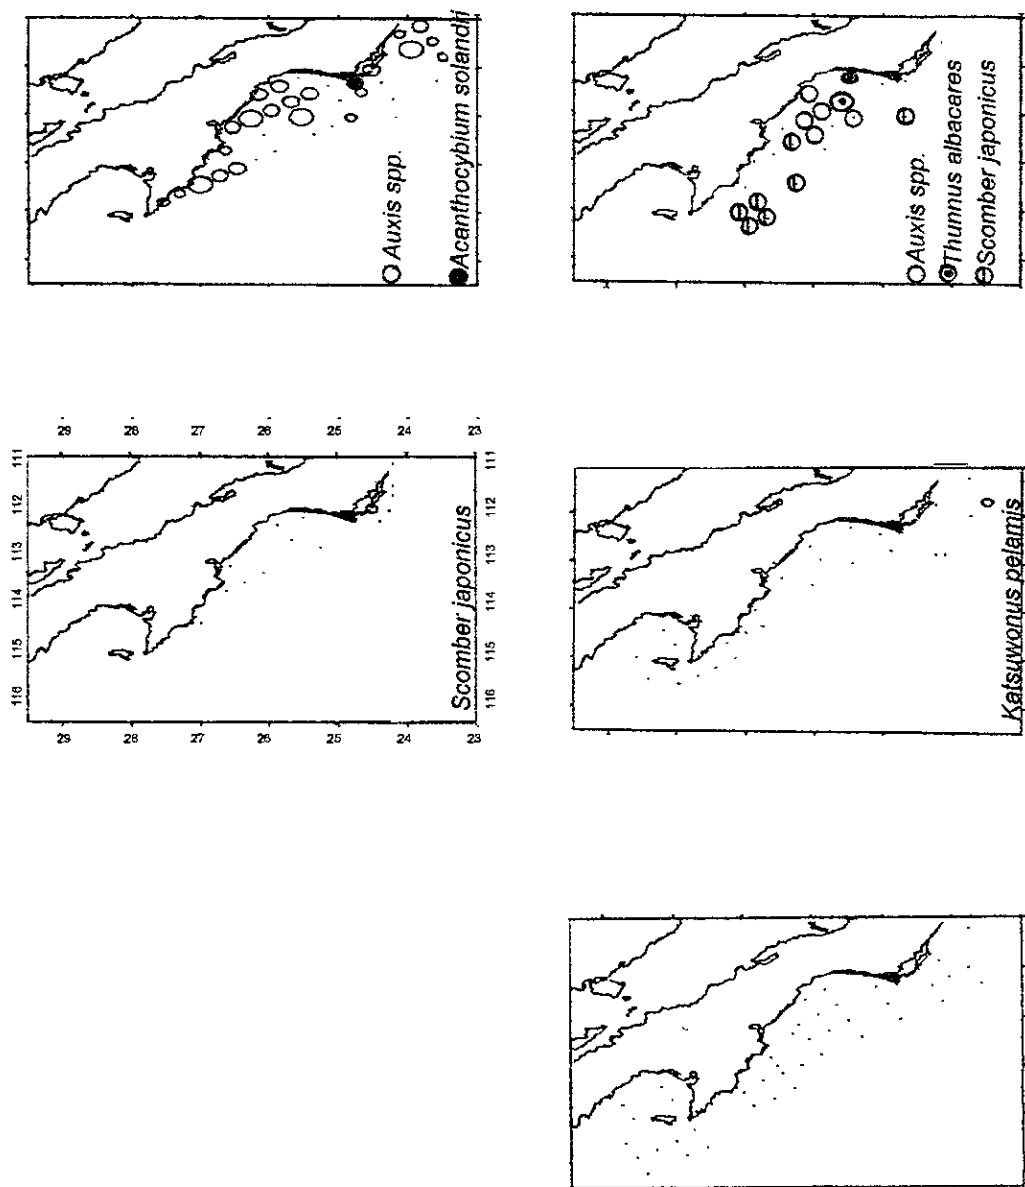 116 115 114 113 112 111
29 29
28 28
27 27
26 26
25 25
24 24
23 23
Scomber japonicus
116 115 114 113 112 111
Auxis spp.
Acanthocybium solandri
Katsuwonus pelamis
Auxis spp.
Thunnnus albacares
Scomber japonicus